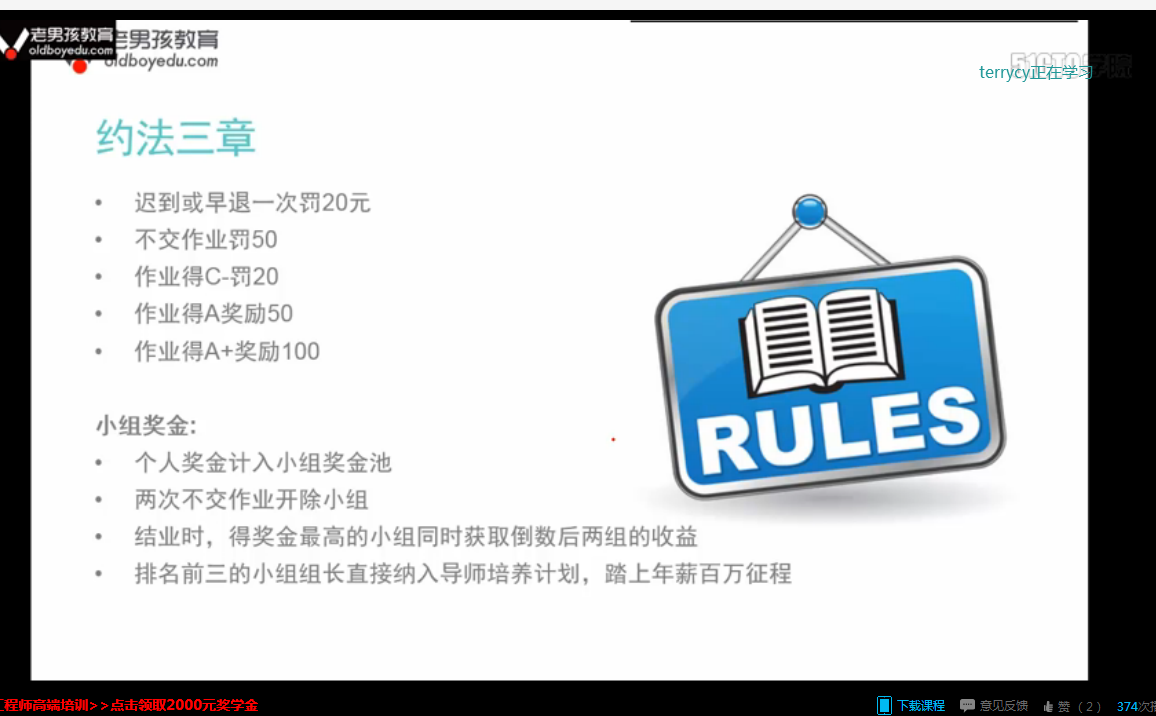 老男孩教育
oldboyedu.com
老男孩教育
oldboyedu.com
terrycy正在学习
约法三章
• 迟到或早退一次罚20元
• 不交作业罚50
• 作业得C-罚20
• 作业得A奖励50
• 作业得A+奖励100
RULES
小组奖金:
• 个人奖金计入小组奖金池
• 两次不交作业开除小组
• 结业时，得奖金最高的小组同时获取倒数后两组的收益
• 排名前三的小组组长直接纳入导师培养计划，踏上年薪百万征程
工程师高端培训>>点击领取2000元奖学金
下载课程 意见反馈 赞（2） 374次